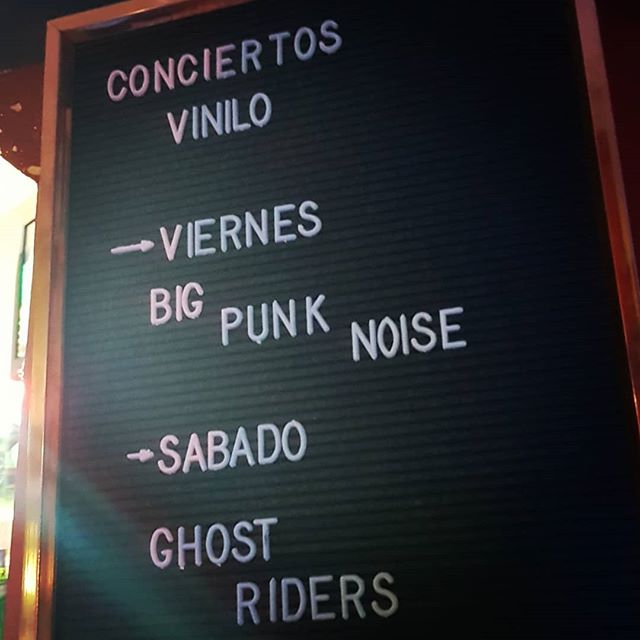 CONCIERTOS
VINILO
→VIERNES
BIG PUNK NOISE
→SABADO
GHOST
RIDERS